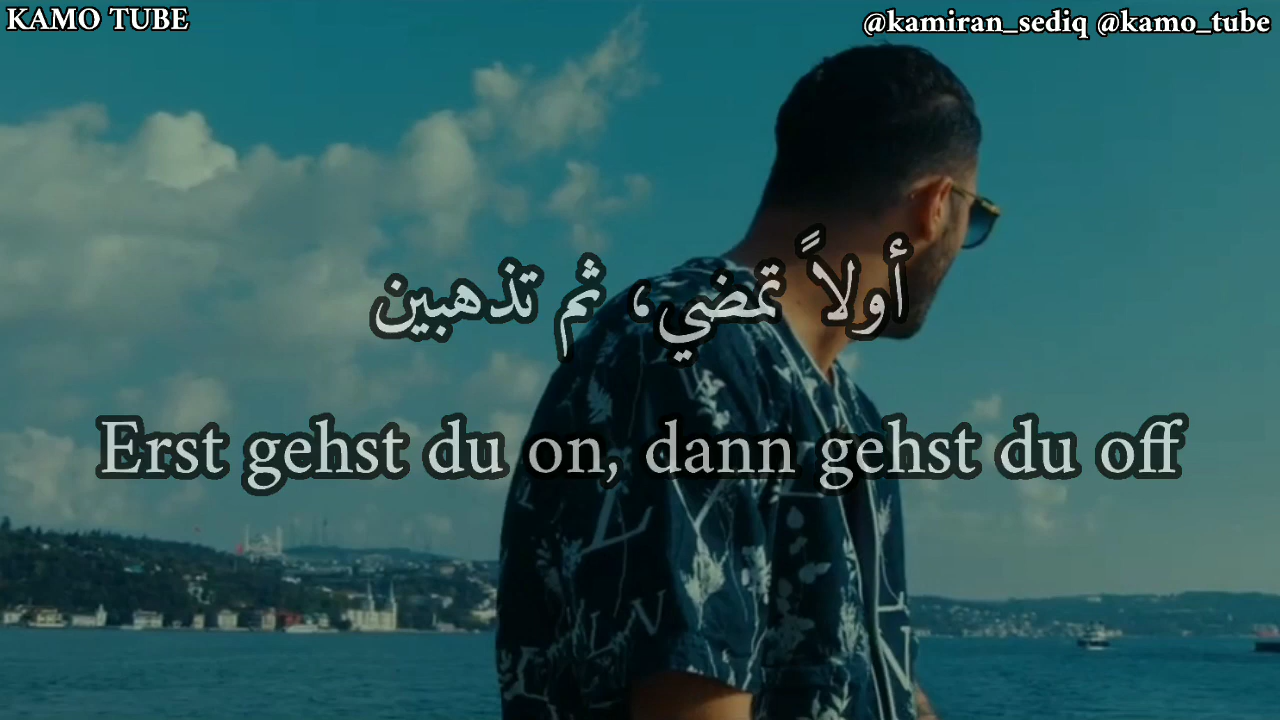 KAMO TUBE
@kamiran_sediq @kamo_tube
أولاً تمضي، ثم تذهبين
Erst gehst du on, dann gehst du off